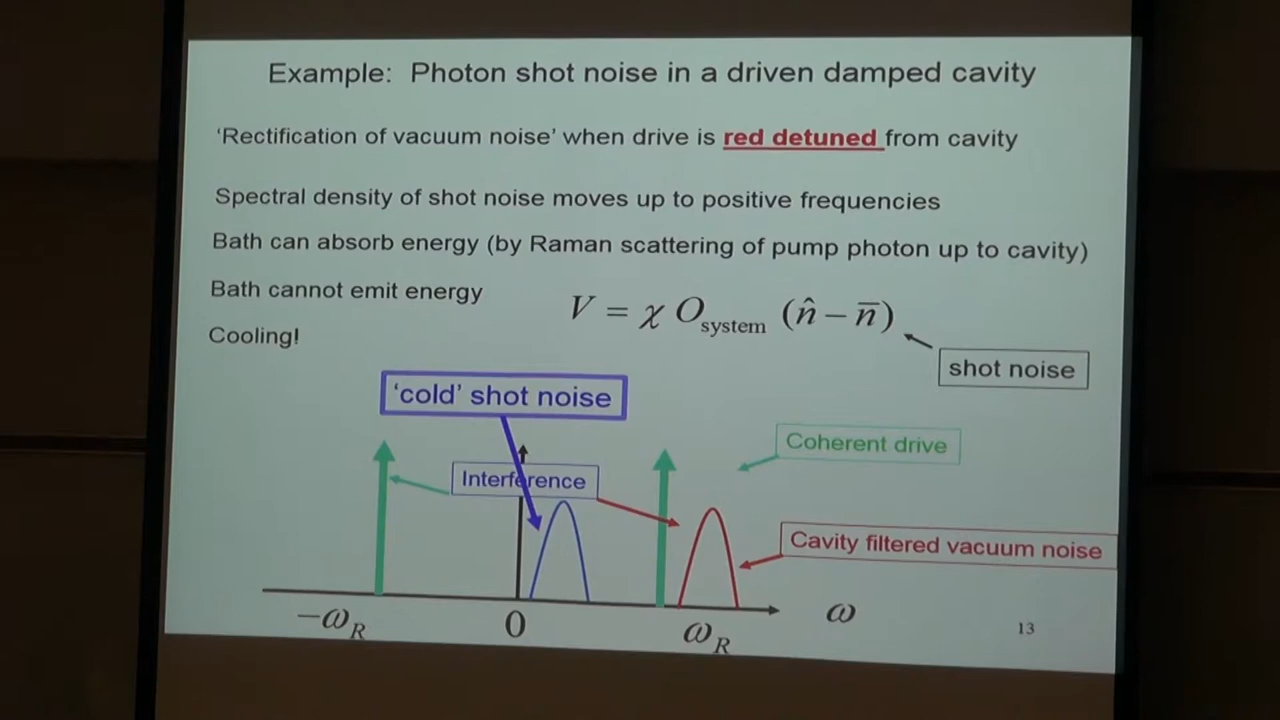 Example: Photon shot noise in a driven damped cavity
‘Rectification of vacuum noise’ when drive is red detuned from cavity
Spectral density of shot noise moves up to positive frequencies
Bath can absorb energy (by Raman scattering of pump photon up to cavity)
Bath cannot emit energy
V = χ O_system (n̂ − n̄)
Cooling!
shot noise
‘cold’ shot noise
Coherent drive
Interference
Cavity filtered vacuum noise
−ω_R
0
ω_R
ω
13